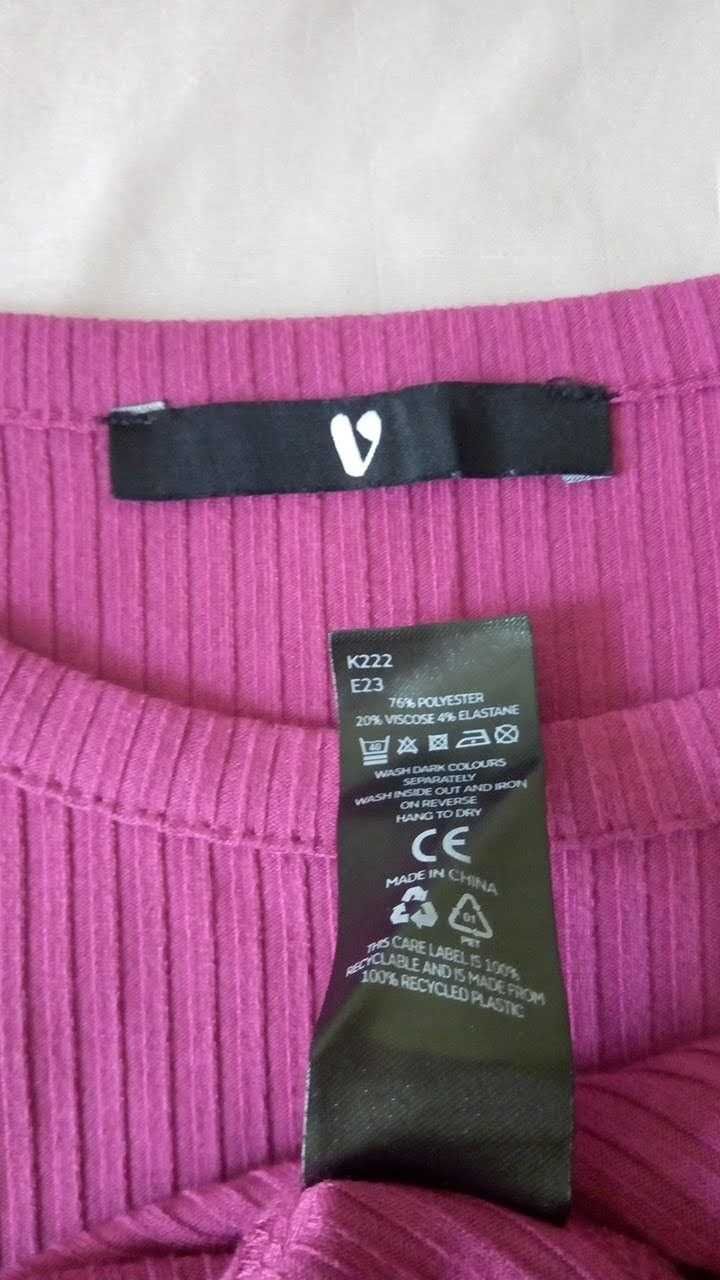 V
K222
E23
76% POLYESTER
20% VISCOSE 4% ELASTANE
40
WASH DARK COLOURS
SEPARATELY
WASH INSIDE OUT AND IRON
ON REVERSE
HANG TO DRY
CE
MADE IN CHINA
01
PET
THIS CARE LABEL IS 100%
RECYCLABLE AND IS MADE FROM
100% RECYCLED PLASTIC